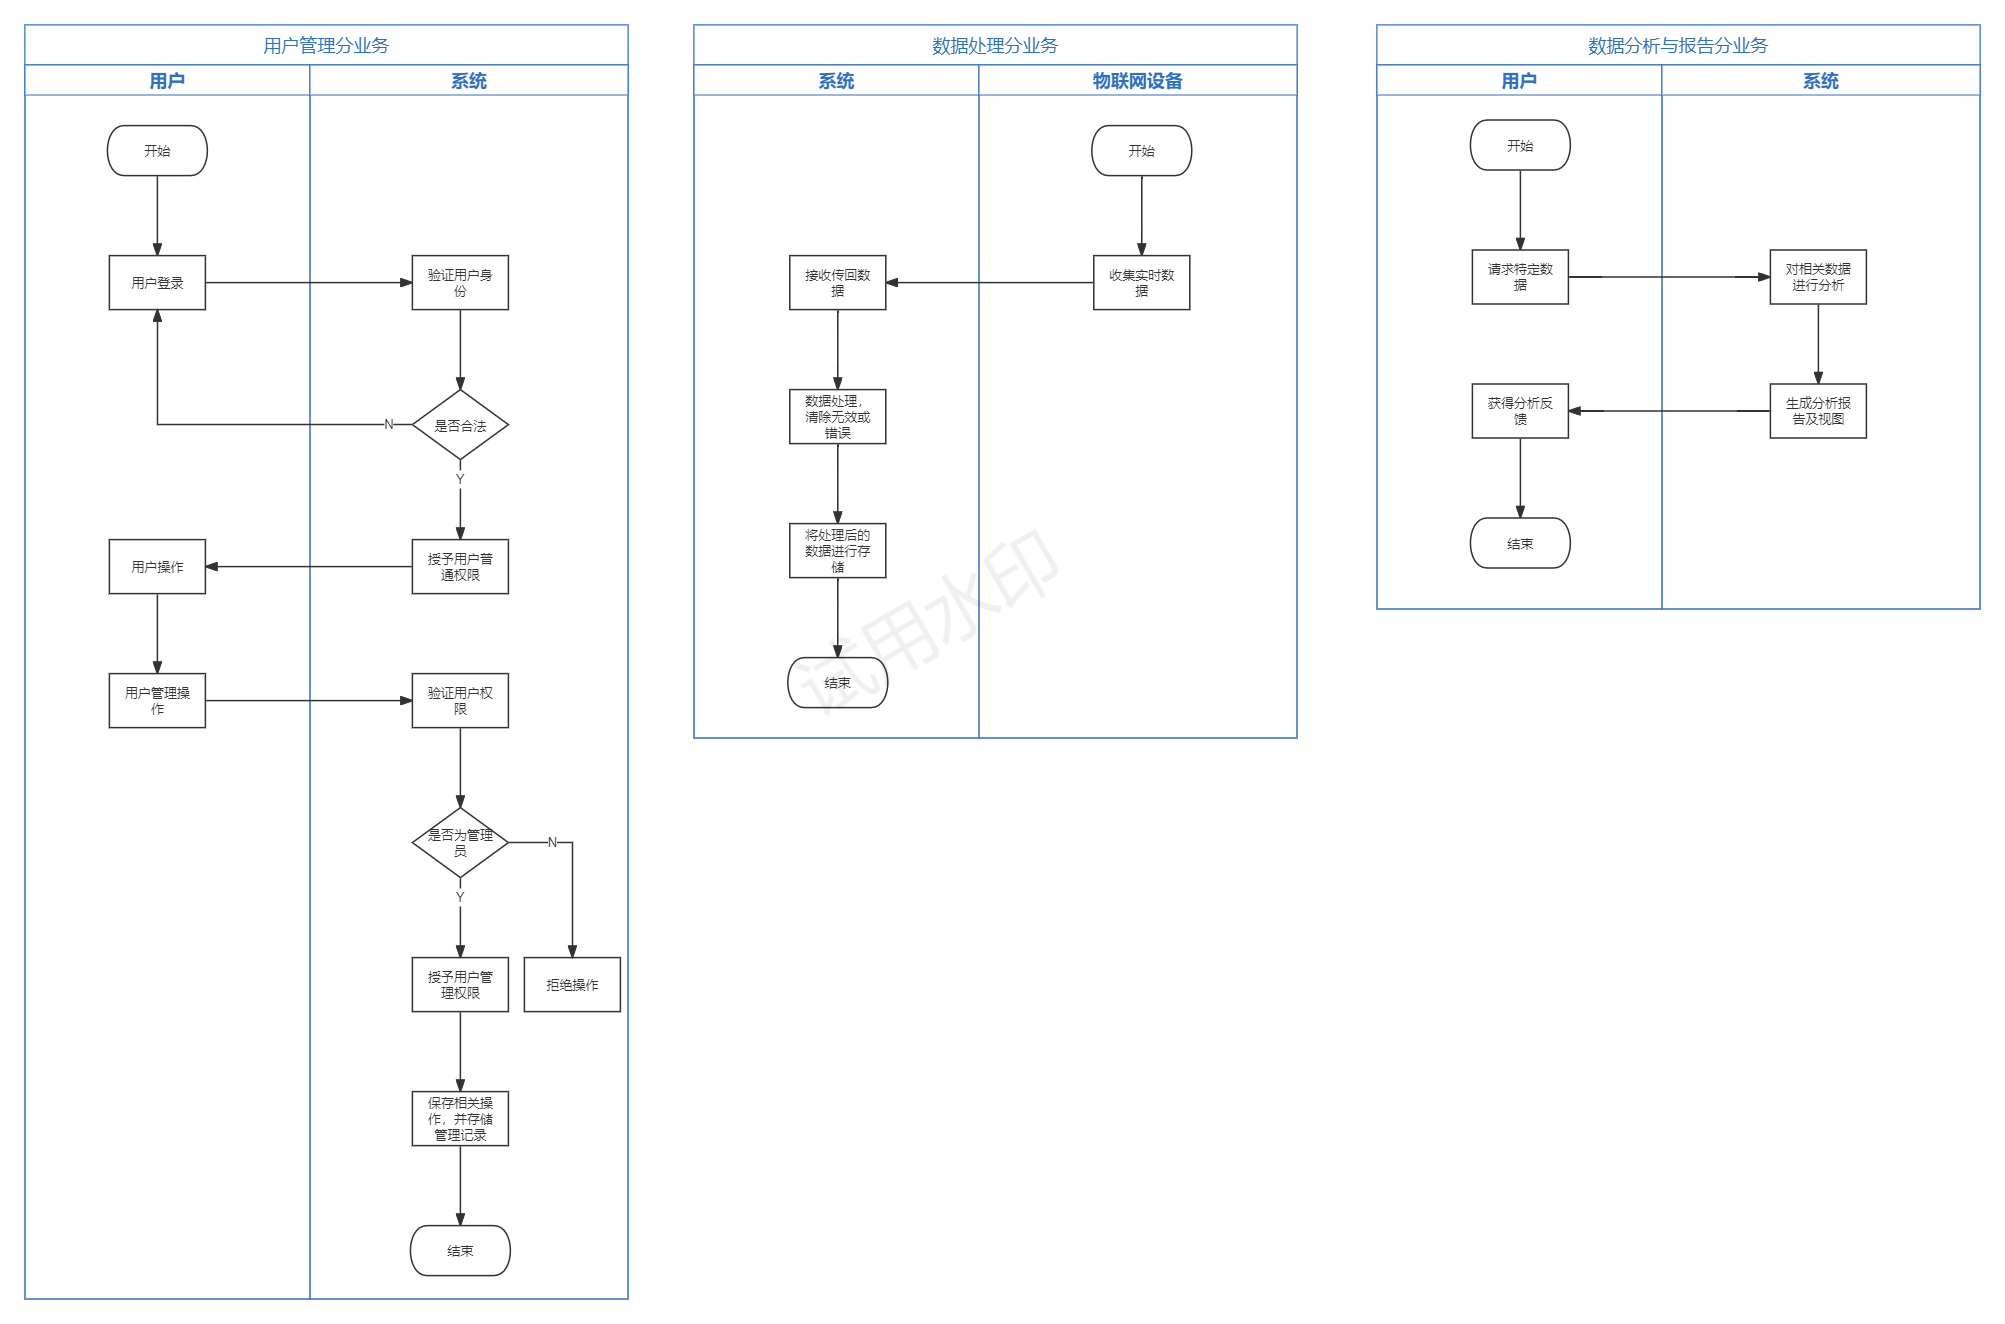 用户管理分业务
用户
系统
开始
用户登录
验证用户身
份
是否合法
N
Y
授予用户普
通权限
用户操作
用户管理操
作
验证用户权
限
是否为管理
员
N
Y
授予用户管
理权限
拒绝操作
保存相关操
作，并存储
管理记录
结束
数据处理分业务
系统
物联网设备
开始
收集实时数
据
接收传回数
据
数据处理，
清除无效或
错误
将处理后的
数据进行存
储
结束
试用水印
数据分析与报告分业务
用户
系统
开始
请求特定数
据
对相关数据
进行分析
生成分析报
告及视图
获得分析反
馈
结束